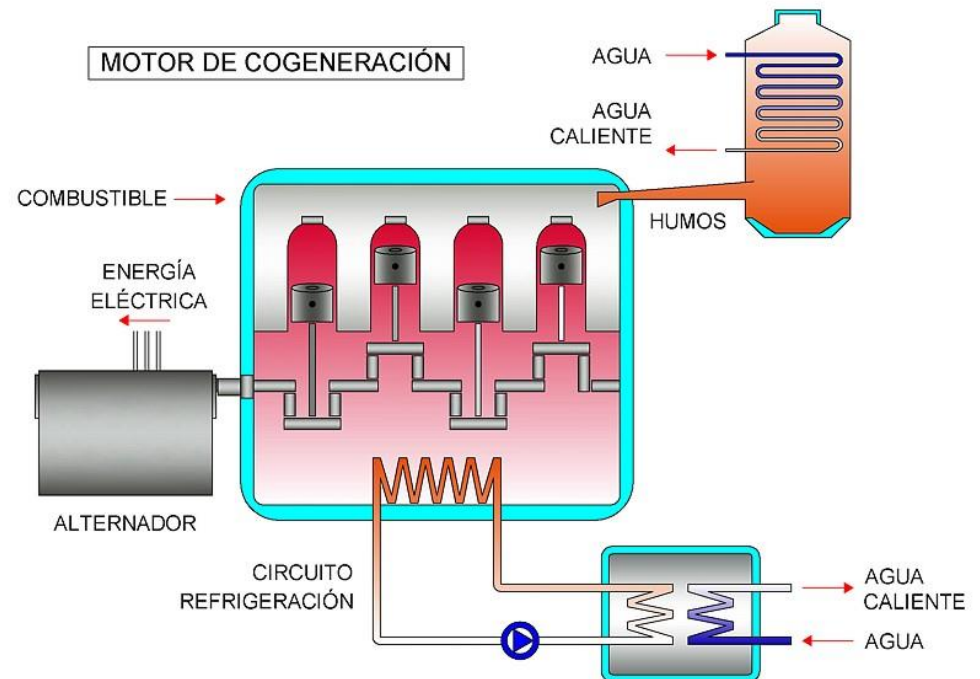 MOTOR DE COGENERACIÓN
AGUA
AGUA
CALIENTE
COMBUSTIBLE
HUMOS
ENERGÍA
ELÉCTRICA
ALTERNADOR
CIRCUITO
REFRIGERACIÓN
AGUA
CALIENTE
AGUA